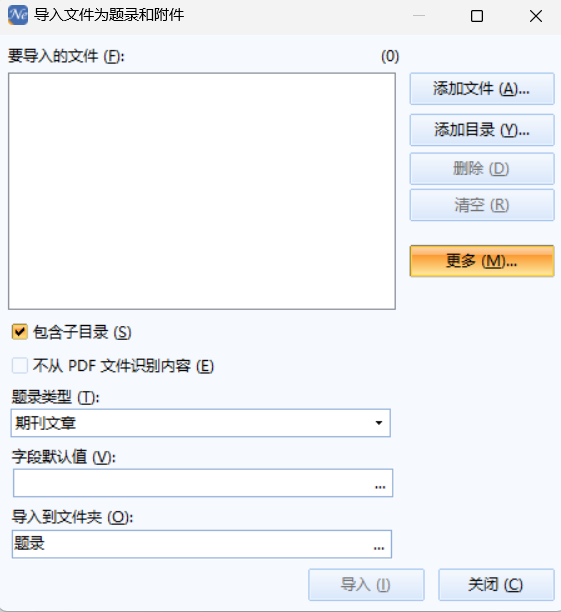 导入文件为题录和附件
要导入的文件 (F): (0)
添加文件 (A)...
添加目录 (Y)...
删除 (D)
清空 (R)
更多 (M)...
包含子目录 (S)
不从 PDF 文件识别内容 (E)
题录类型 (T):
期刊文章
字段默认值 (V):
...
导入到文件夹 (O):
题录 ...
导入 (I) 关闭 (C)